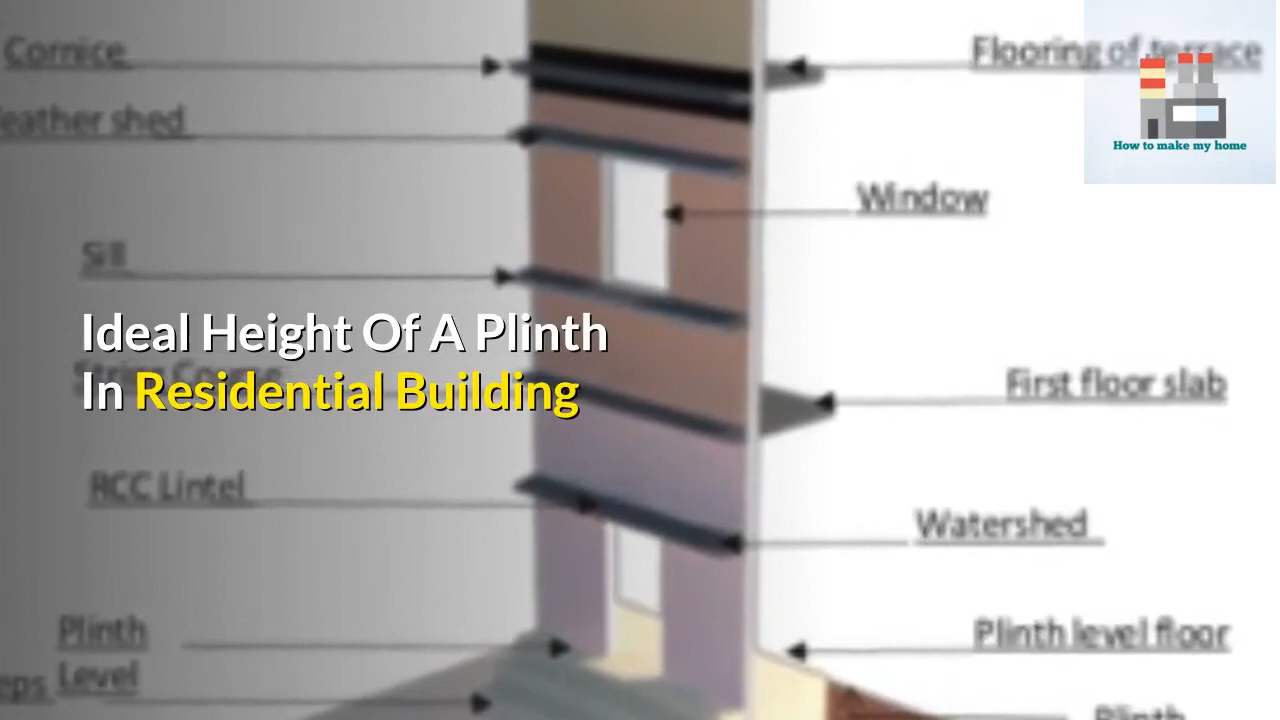 Cornice
Flooring of terrace
eather shed
How to make my home
Window
Sill
Ideal Height Of A Plinth
In Residential Building
First floor slab
RCC Lintel
Watershed
Plinth
Level
Plinth level floor
eps
Plinth